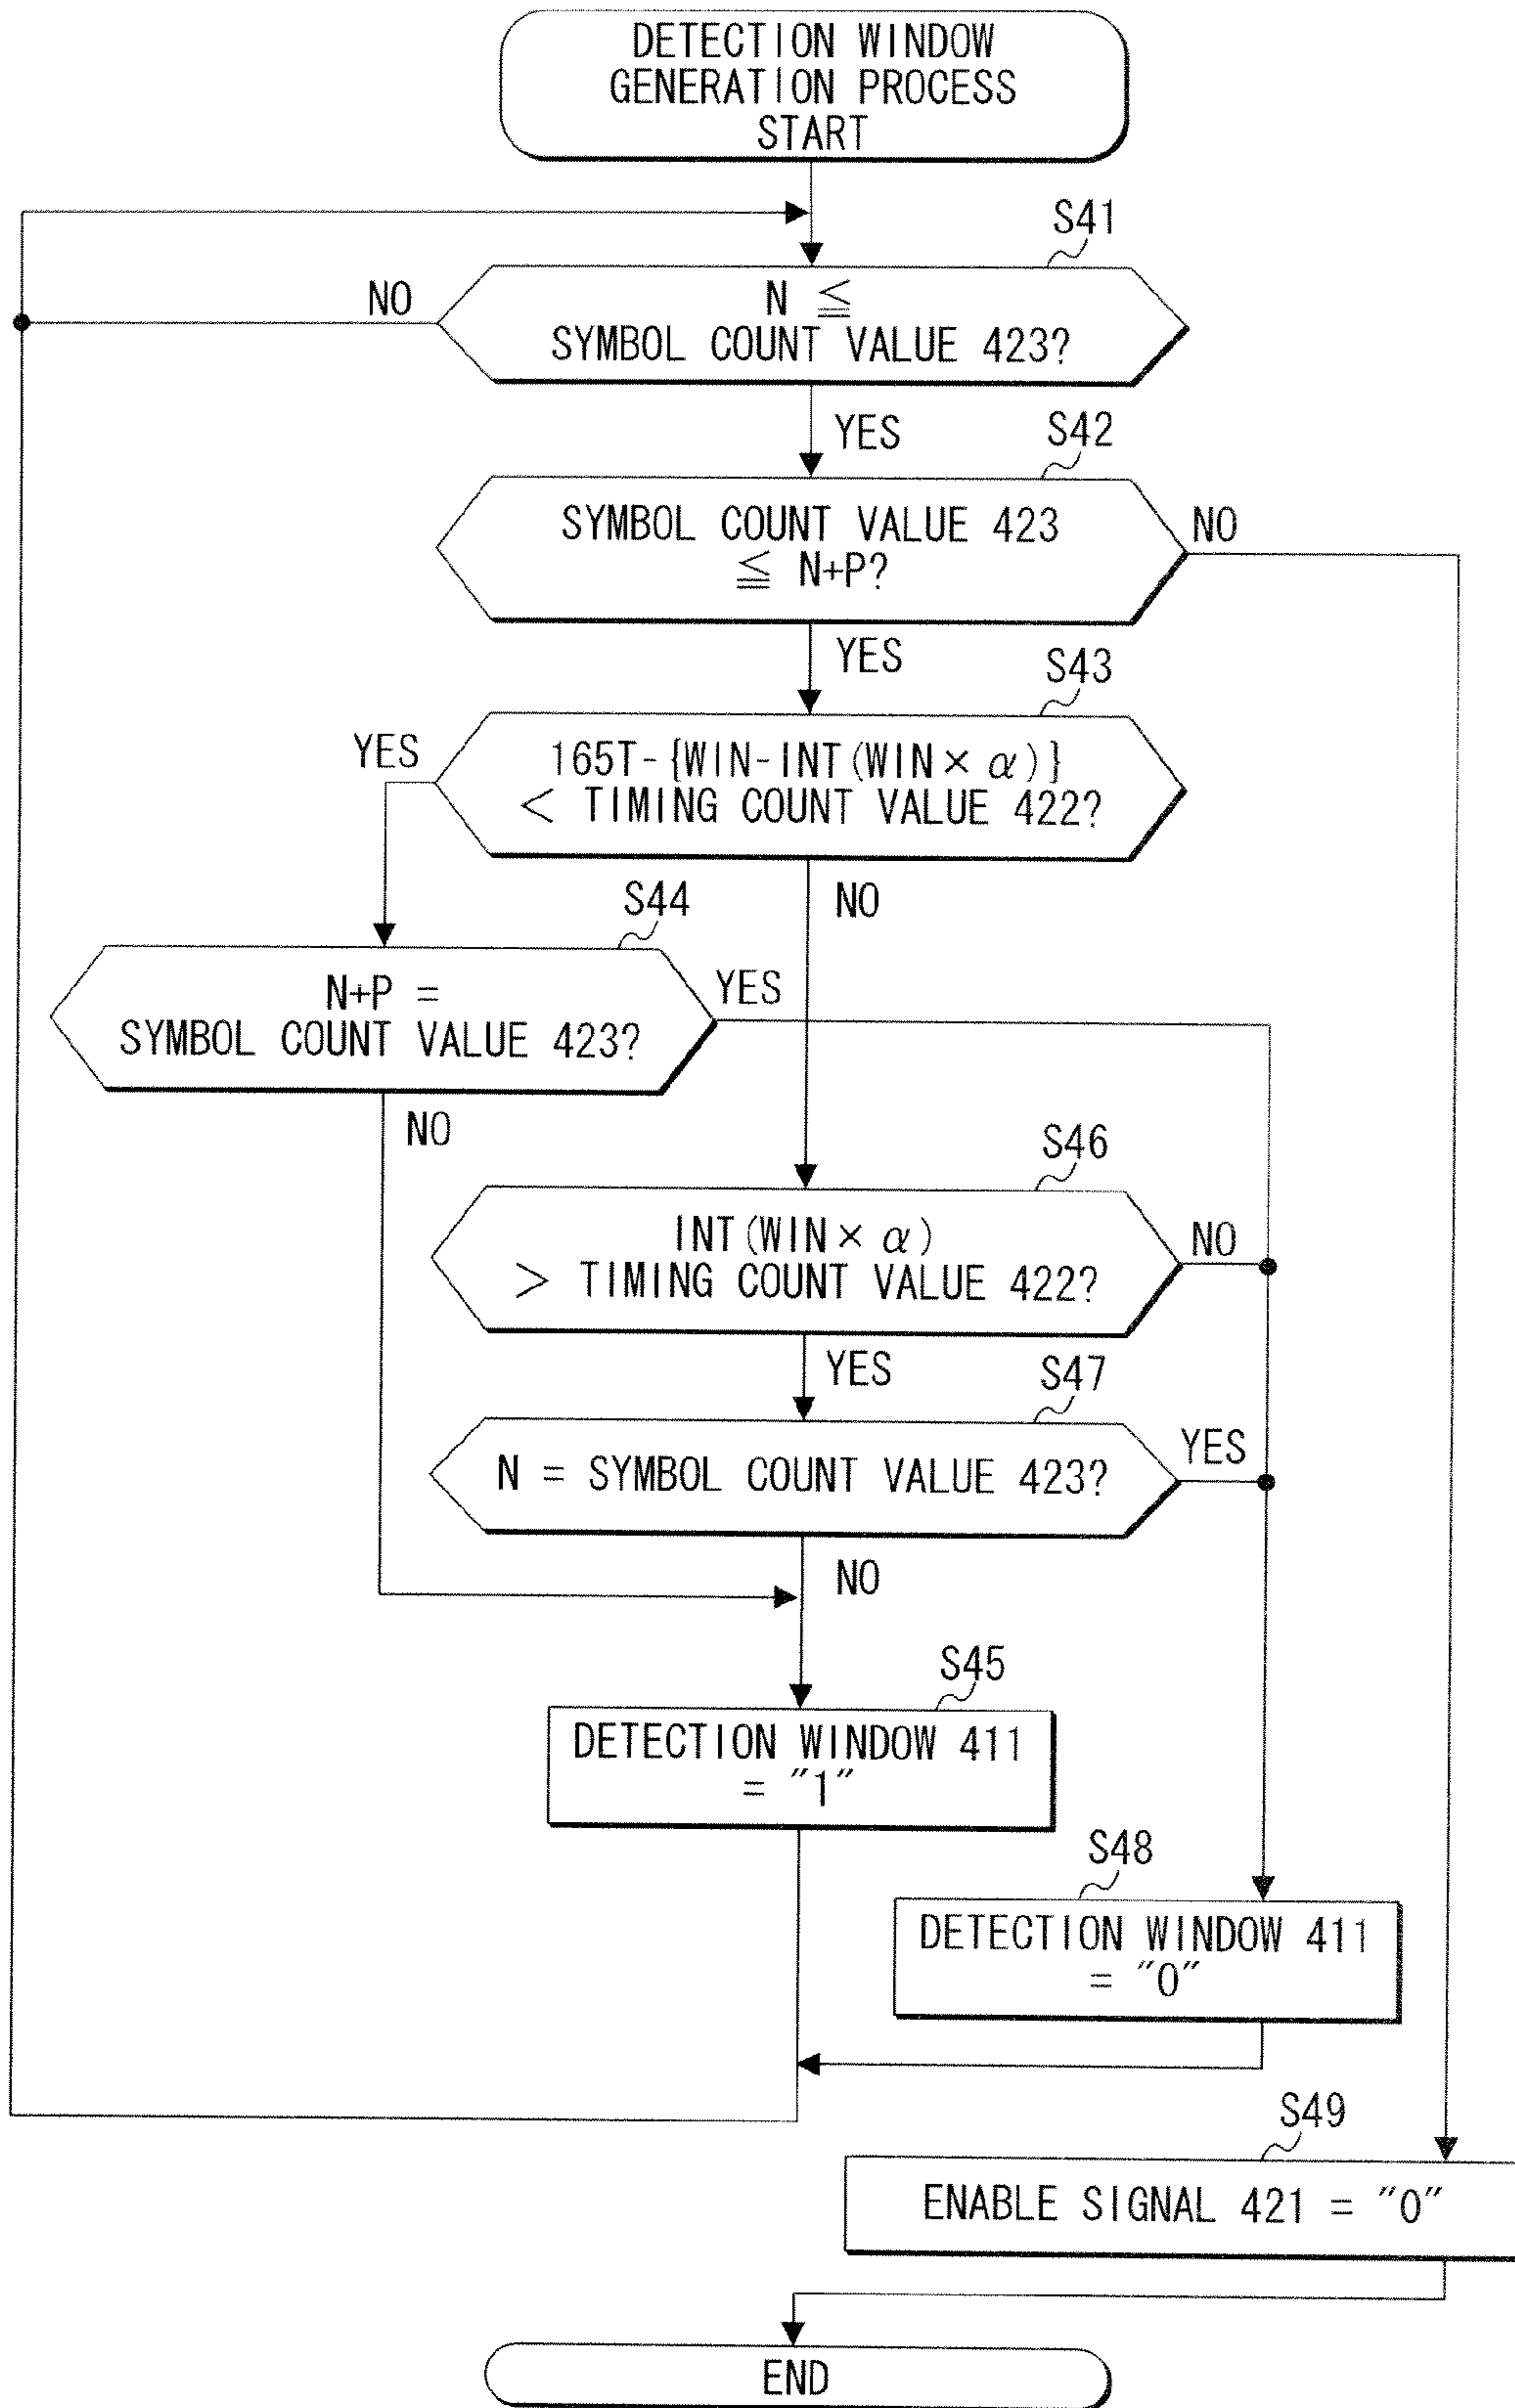 DETECTION WINDOW
GENERATION PROCESS
START
S41
NO
N ≦
SYMBOL COUNT VALUE 423?
YES
S42
SYMBOL COUNT VALUE 423
≦ N+P?
NO
YES
S43
YES
165T-{WIN-INT(WIN× α)}
< TIMING COUNT VALUE 422?
NO
S44
N+P =
SYMBOL COUNT VALUE 423?
YES
NO
S46
INT(WIN× α)
> TIMING COUNT VALUE 422?
NO
YES
S47
N = SYMBOL COUNT VALUE 423?
YES
NO
S45
DETECTION WINDOW 411
= "1"
S48
DETECTION WINDOW 411
= "0"
S49
ENABLE SIGNAL 421 = "0"
END